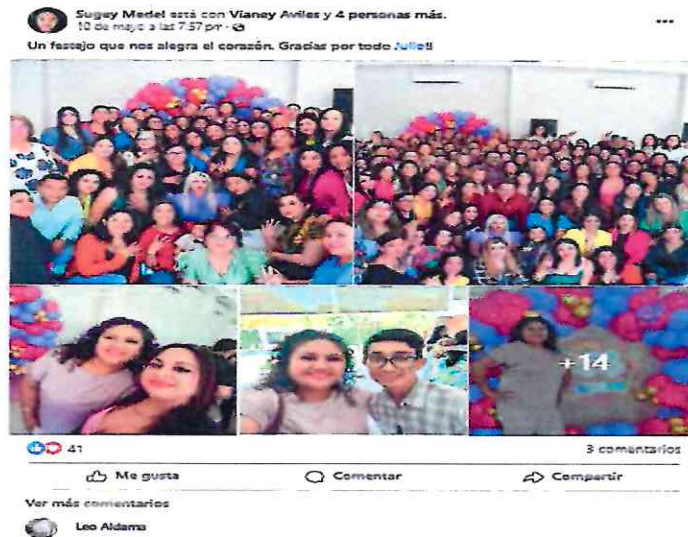 Sugey Medel está con Vianey Aviles y 4 personas más.
10 de mayo a las 7:57 pm ·
Un festejo que nos alegra el corazón. Gracias por todo Julio!!
+14
41
3 comentarios
Me gusta
Comentar
Compartir
Ver más comentarios
Leo Aldama